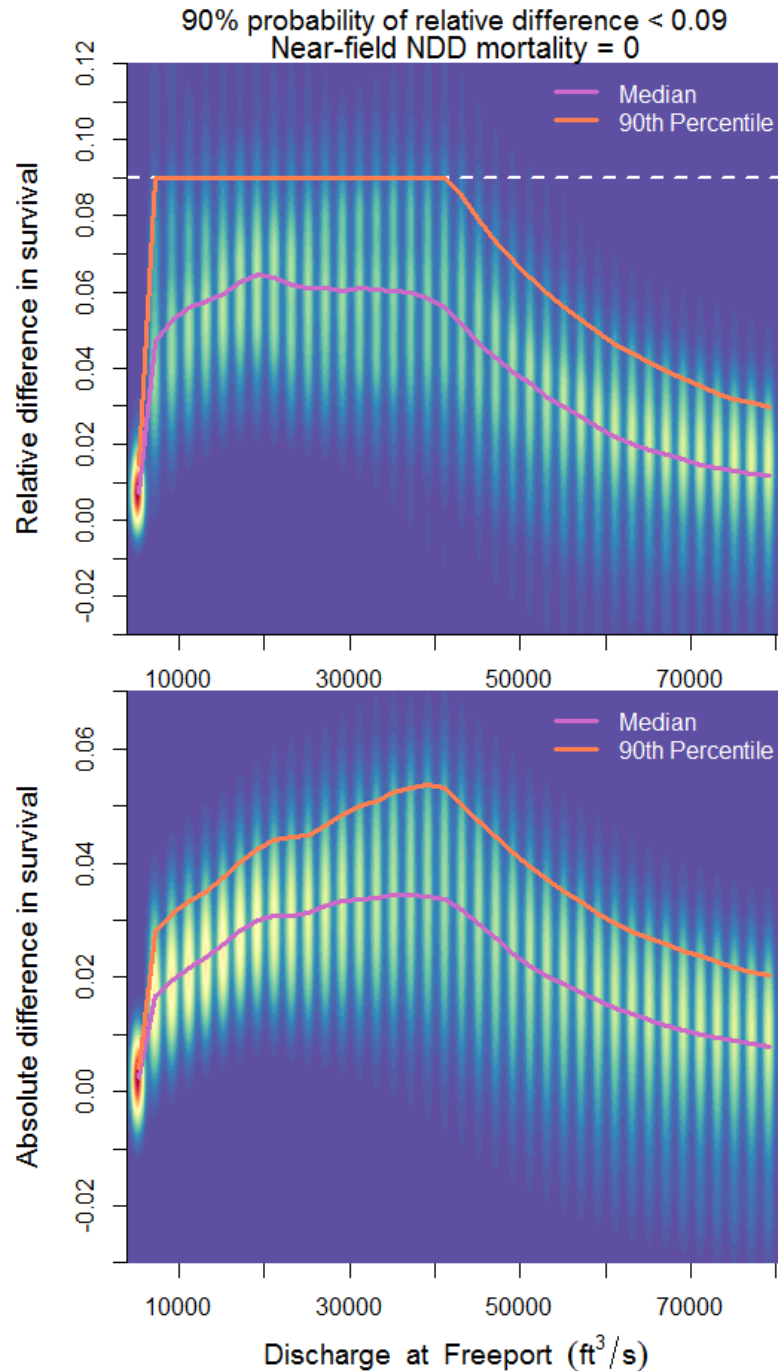 90% probability of relative difference < 0.09
Near-field NDD mortality = 0
Relative difference in survival
0.12
0.10
0.08
0.06
0.04
0.02
0.00
-0.02
Median
90th Percentile
10000 30000 50000 70000
Absolute difference in survival
0.06
0.04
0.02
0.00
-0.02
Median
90th Percentile
10000 30000 50000 70000
Discharge at Freeport (ft³/s)